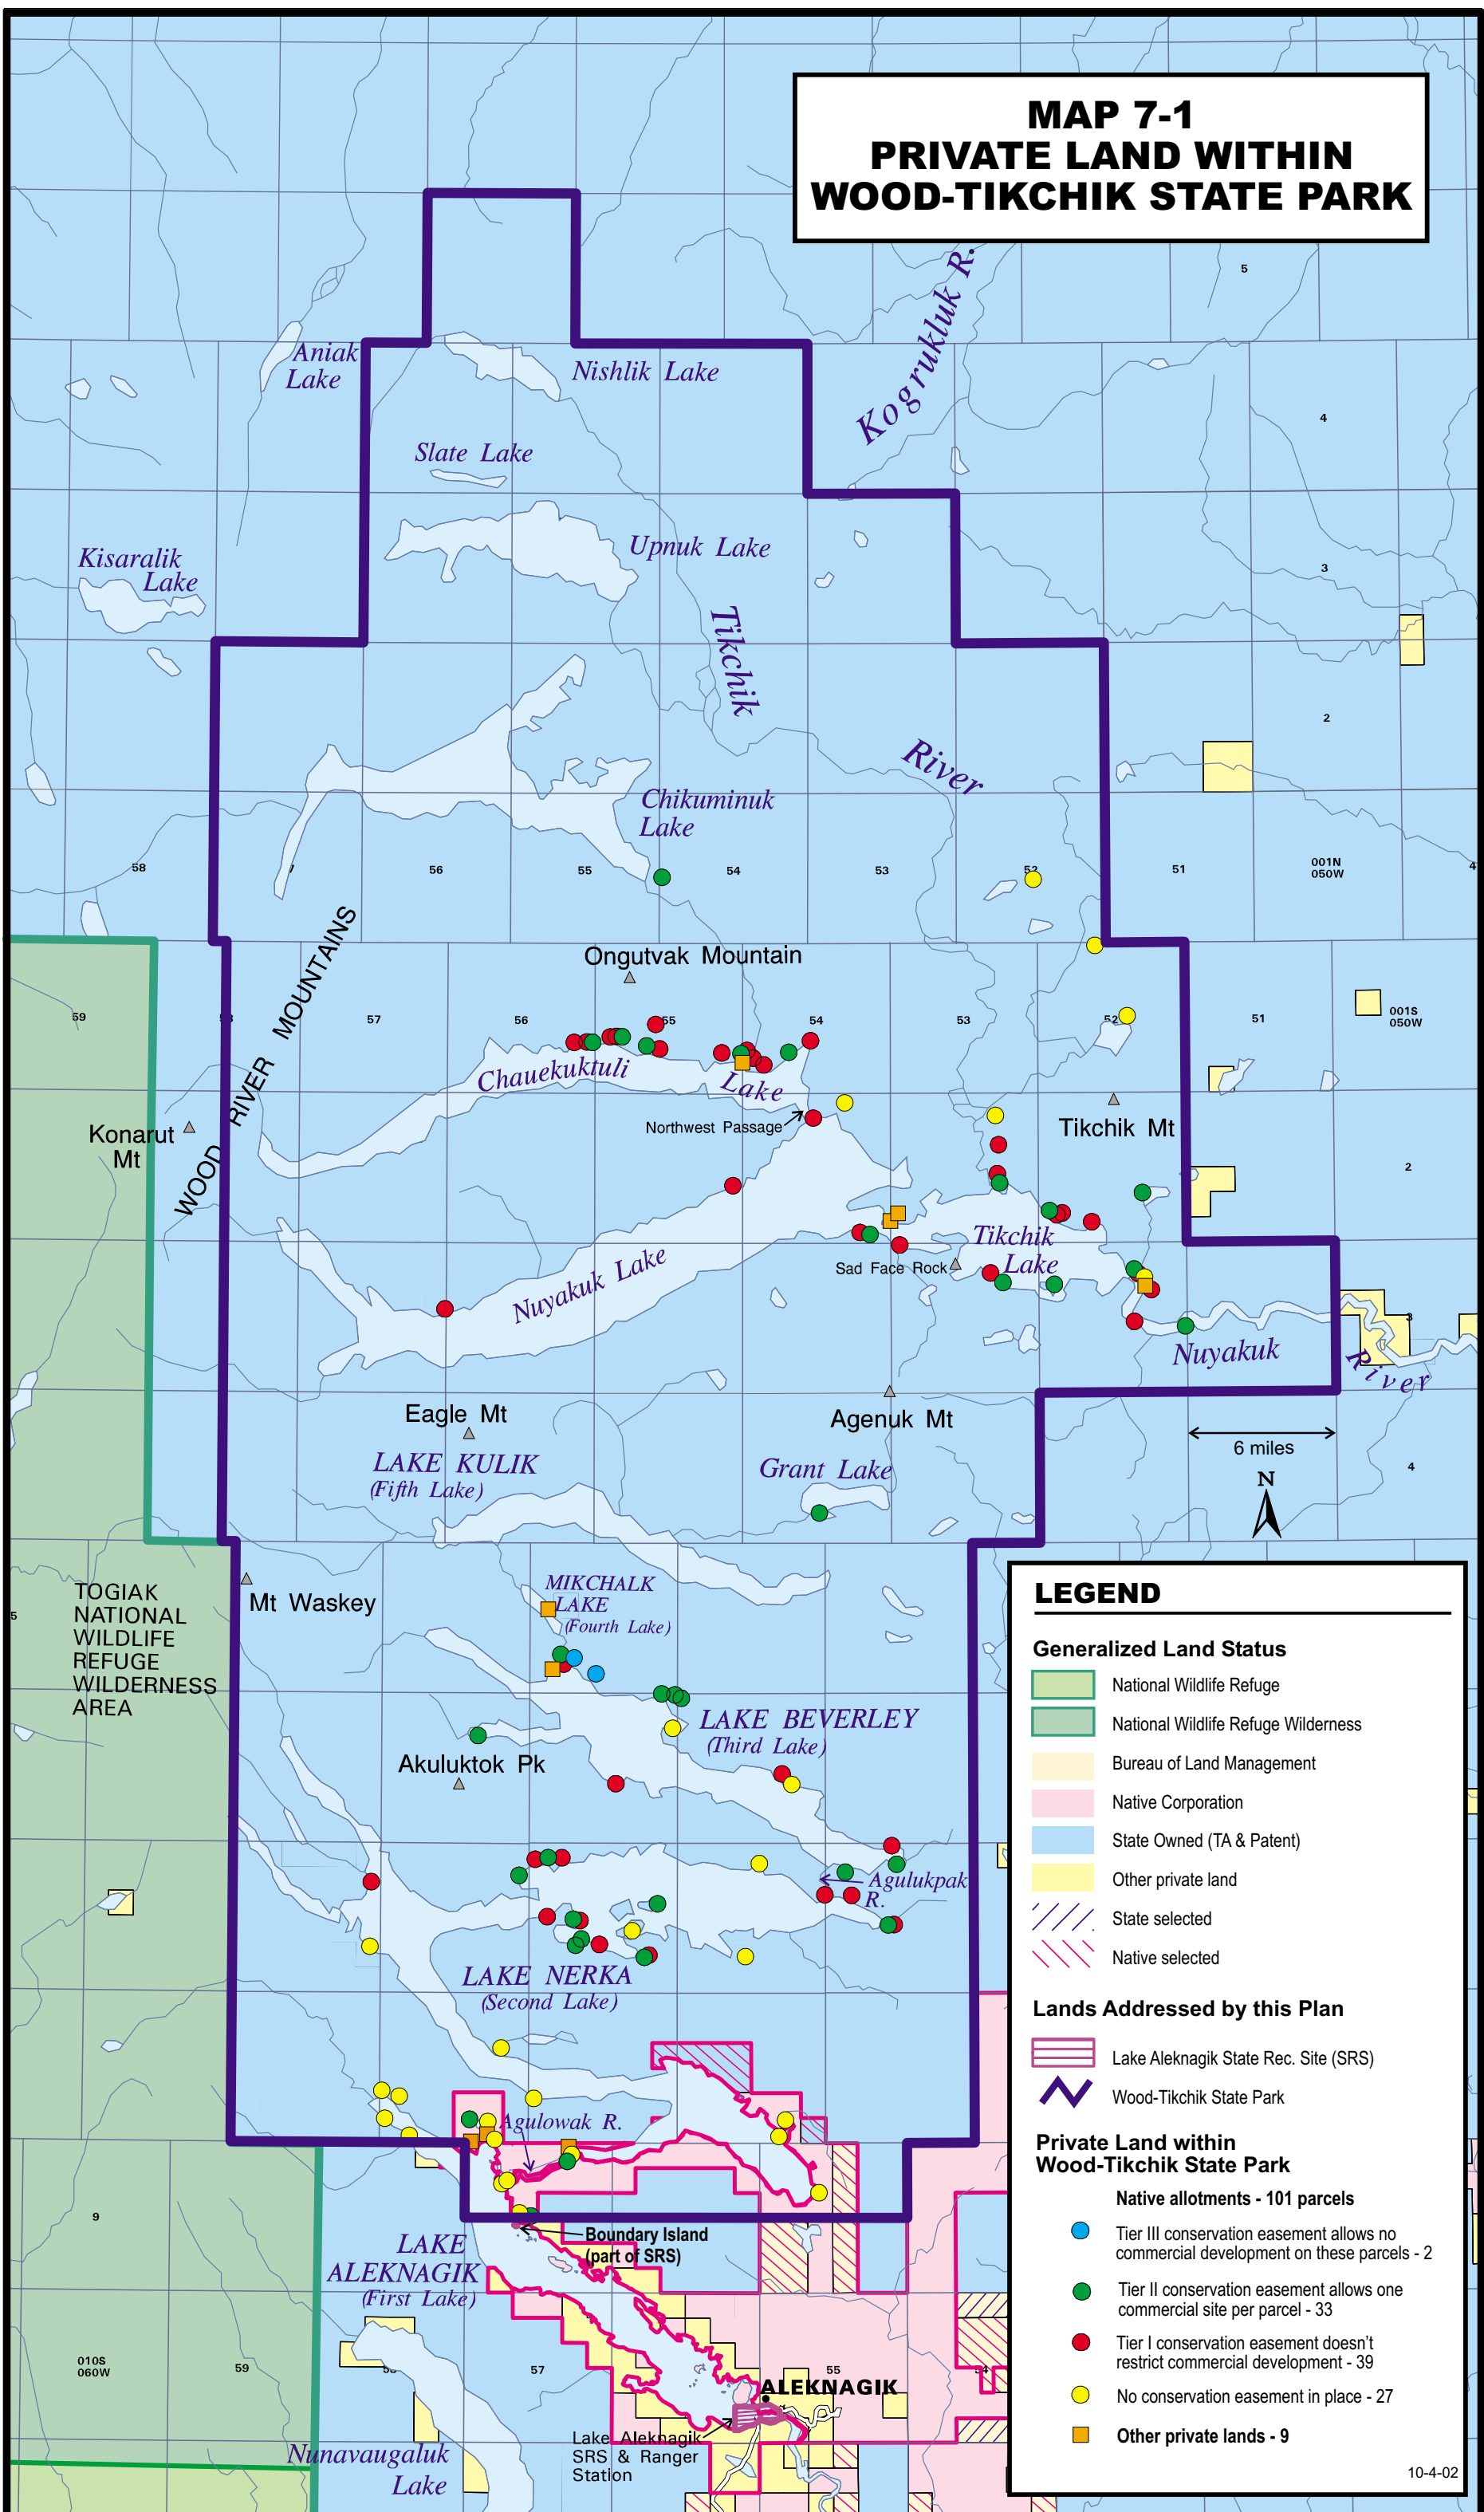 MAP 7-1
PRIVATE LAND WITHIN
WOOD-TIKCHIK STATE PARK
5
Kogrukluk R.
Aniak
Lake
Nishlik Lake
4
Slate Lake
Kisaralik
Lake
Upnuk Lake
3
Tikchik
River
2
Chikuminuk
Lake
58
56
55
54
53
52
51
001N
050W
4
WOOD RIVER MOUNTAINS
Ongutvak Mountain
59
57
56
55
54
53
52
51
001S
050W
Chauekuktuli
Lake
Northwest Passage
Konarut
Mt
Tikchik Mt
2
Tikchik
Lake
Sad Face Rock
Nuyakuk Lake
3
Nuyakuk
River
Eagle Mt
Agenuk Mt
6 miles
LAKE KULIK
(Fifth Lake)
Grant Lake
4
N
TOGIAK
NATIONAL
WILDLIFE
REFUGE
WILDERNESS
AREA
5
Mt Waskey
MIKCHALK
LAKE
(Fourth Lake)
LAKE BEVERLEY
(Third Lake)
Akuluktok Pk
Agulukpak
R.
LAKE NERKA
(Second Lake)
Agulowak R.
9
Boundary Island
(part of SRS)
LAKE
ALEKNAGIK
(First Lake)
010S
060W
59
57
55
54
ALEKNAGIK
Lake Aleknagik
SRS & Ranger
Station
Nunavaugaluk
Lake
LEGEND
Generalized Land Status
National Wildlife Refuge
National Wildlife Refuge Wilderness
Bureau of Land Management
Native Corporation
State Owned (TA & Patent)
Other private land
State selected
Native selected
Lands Addressed by this Plan
Lake Aleknagik State Rec. Site (SRS)
Wood-Tikchik State Park
Private Land within
Wood-Tikchik State Park
Native allotments - 101 parcels
Tier III conservation easement allows no
commercial development on these parcels - 2
Tier II conservation easement allows one
commercial site per parcel - 33
Tier I conservation easement doesn't
restrict commercial development - 39
No conservation easement in place - 27
Other private lands - 9
10-4-02